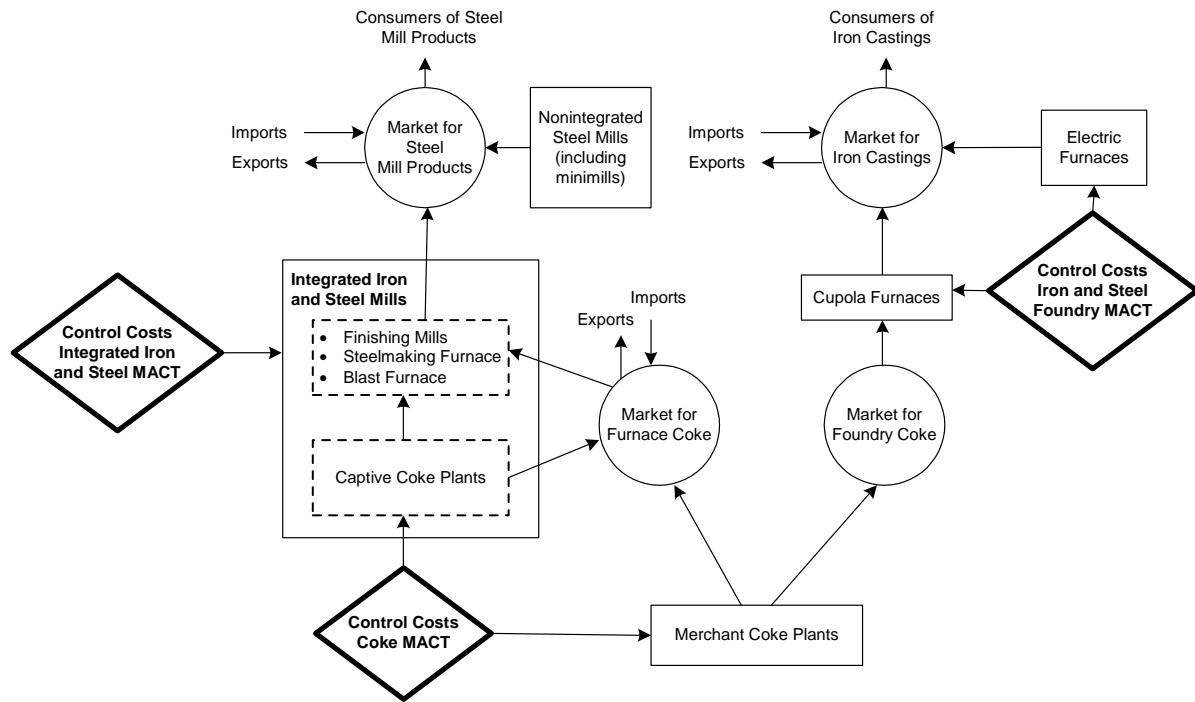 Consumers of Steel
Mill Products
Consumers of
Iron Castings
Imports
Exports
Market for
Steel
Mill Products
Nonintegrated
Steel Mills
(including
minimills)
Imports
Exports
Market for
Iron Castings
Electric
Furnaces
Control Costs
Integrated Iron
and Steel MACT
Integrated Iron
and Steel Mills
• Finishing Mills
• Steelmaking Furnace
• Blast Furnace
Captive Coke Plants
Imports
Exports
Market for
Furnace Coke
Cupola Furnaces
Control Costs
Iron and Steel
Foundry MACT
Market for
Foundry Coke
Control Costs
Coke MACT
Merchant Coke Plants